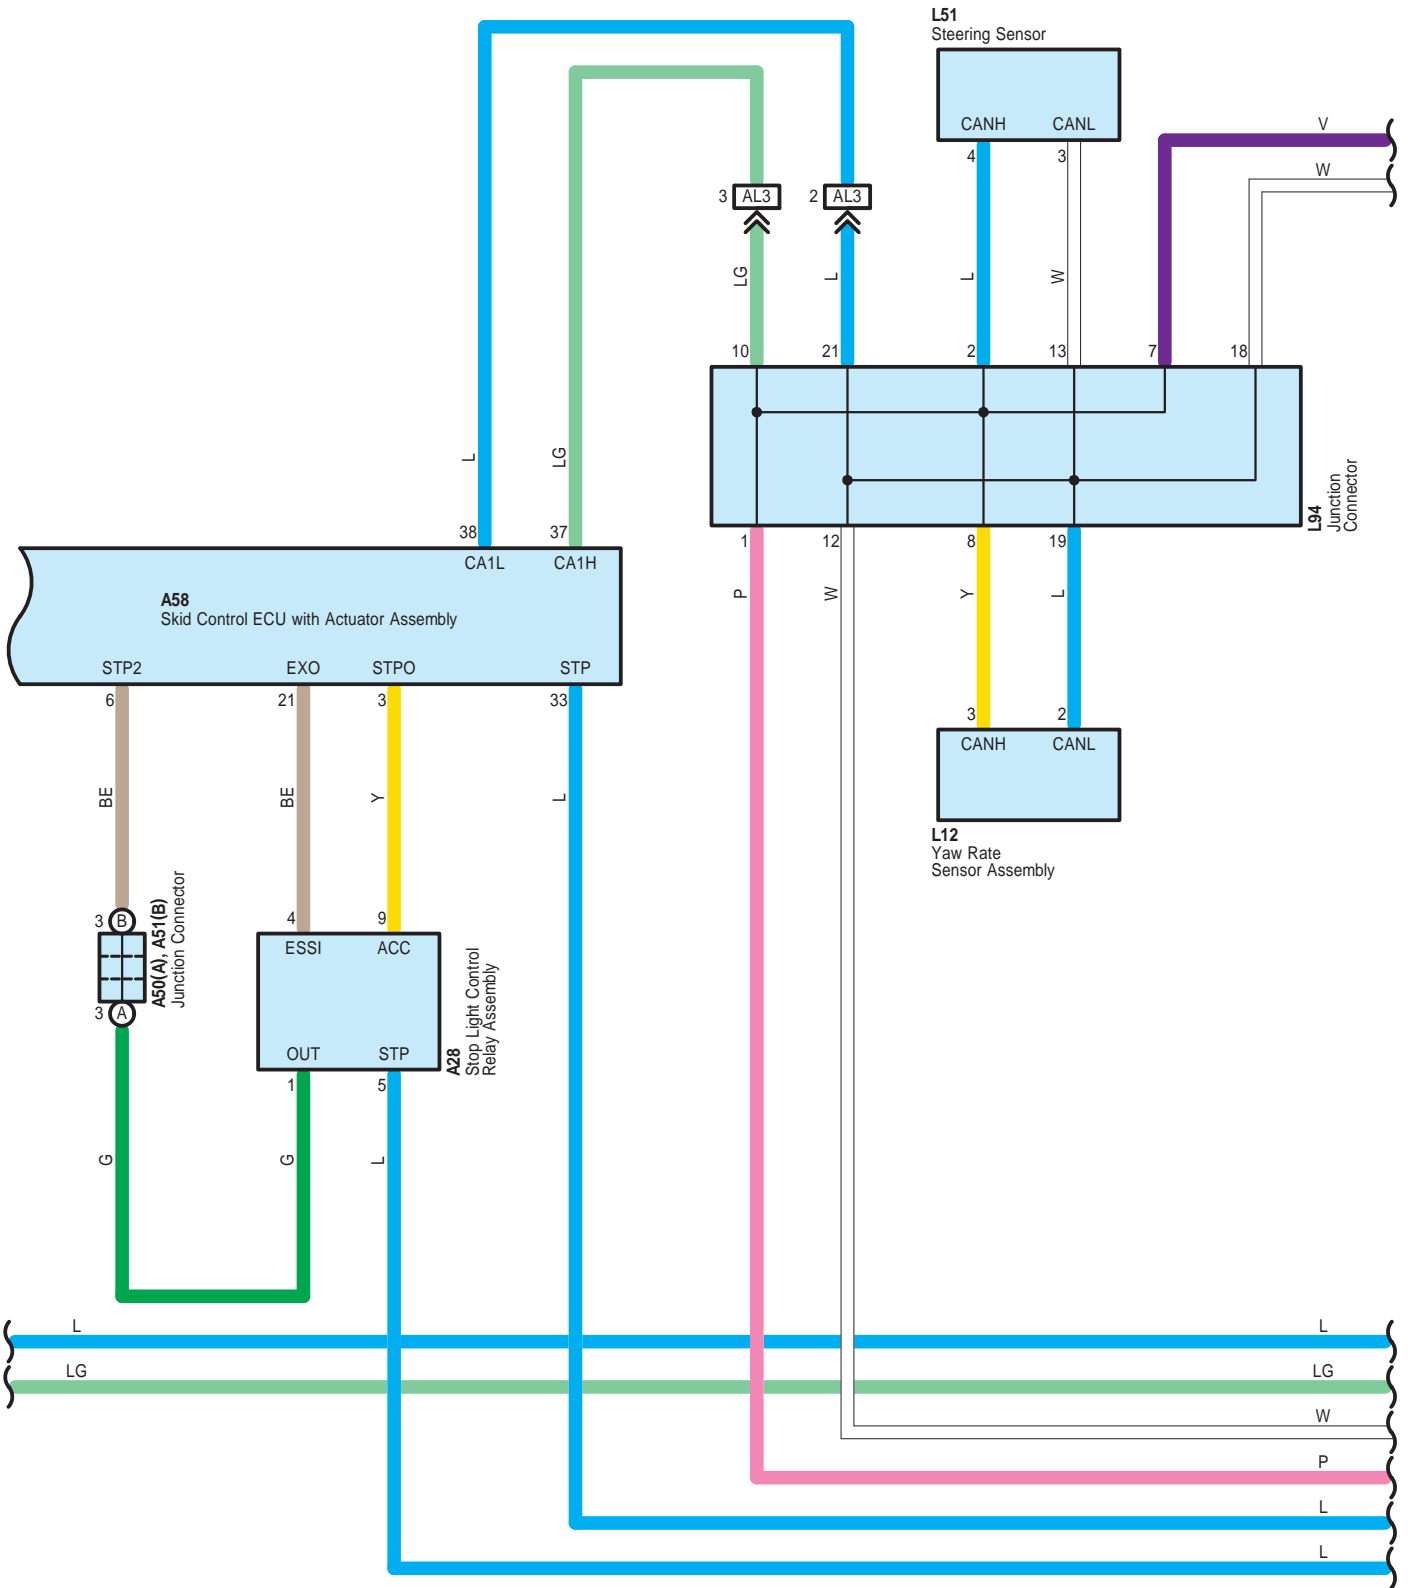 L51
Steering Sensor
CANH CANL
4 3
V
W
3 AL3 2 AL3
LG L L W
10 21 2 13 7 18
L94
Junction
Connector
L LG
38 37
CA1L CA1H
A58
Skid Control ECU with Actuator Assembly
STP2 EXO STPO STP
6 21 3 33
1 12 8 19
P W Y L
3 2
CANH CANL
L12
Yaw Rate
Sensor Assembly
BE BE Y L
3 B
A50(A), A51(B)
Junction Connector
3 A
4 9
ESSI ACC
OUT STP
A28
Stop Light Control
Relay Assembly
1 5
G G L
L L
LG LG
W
P
L
L